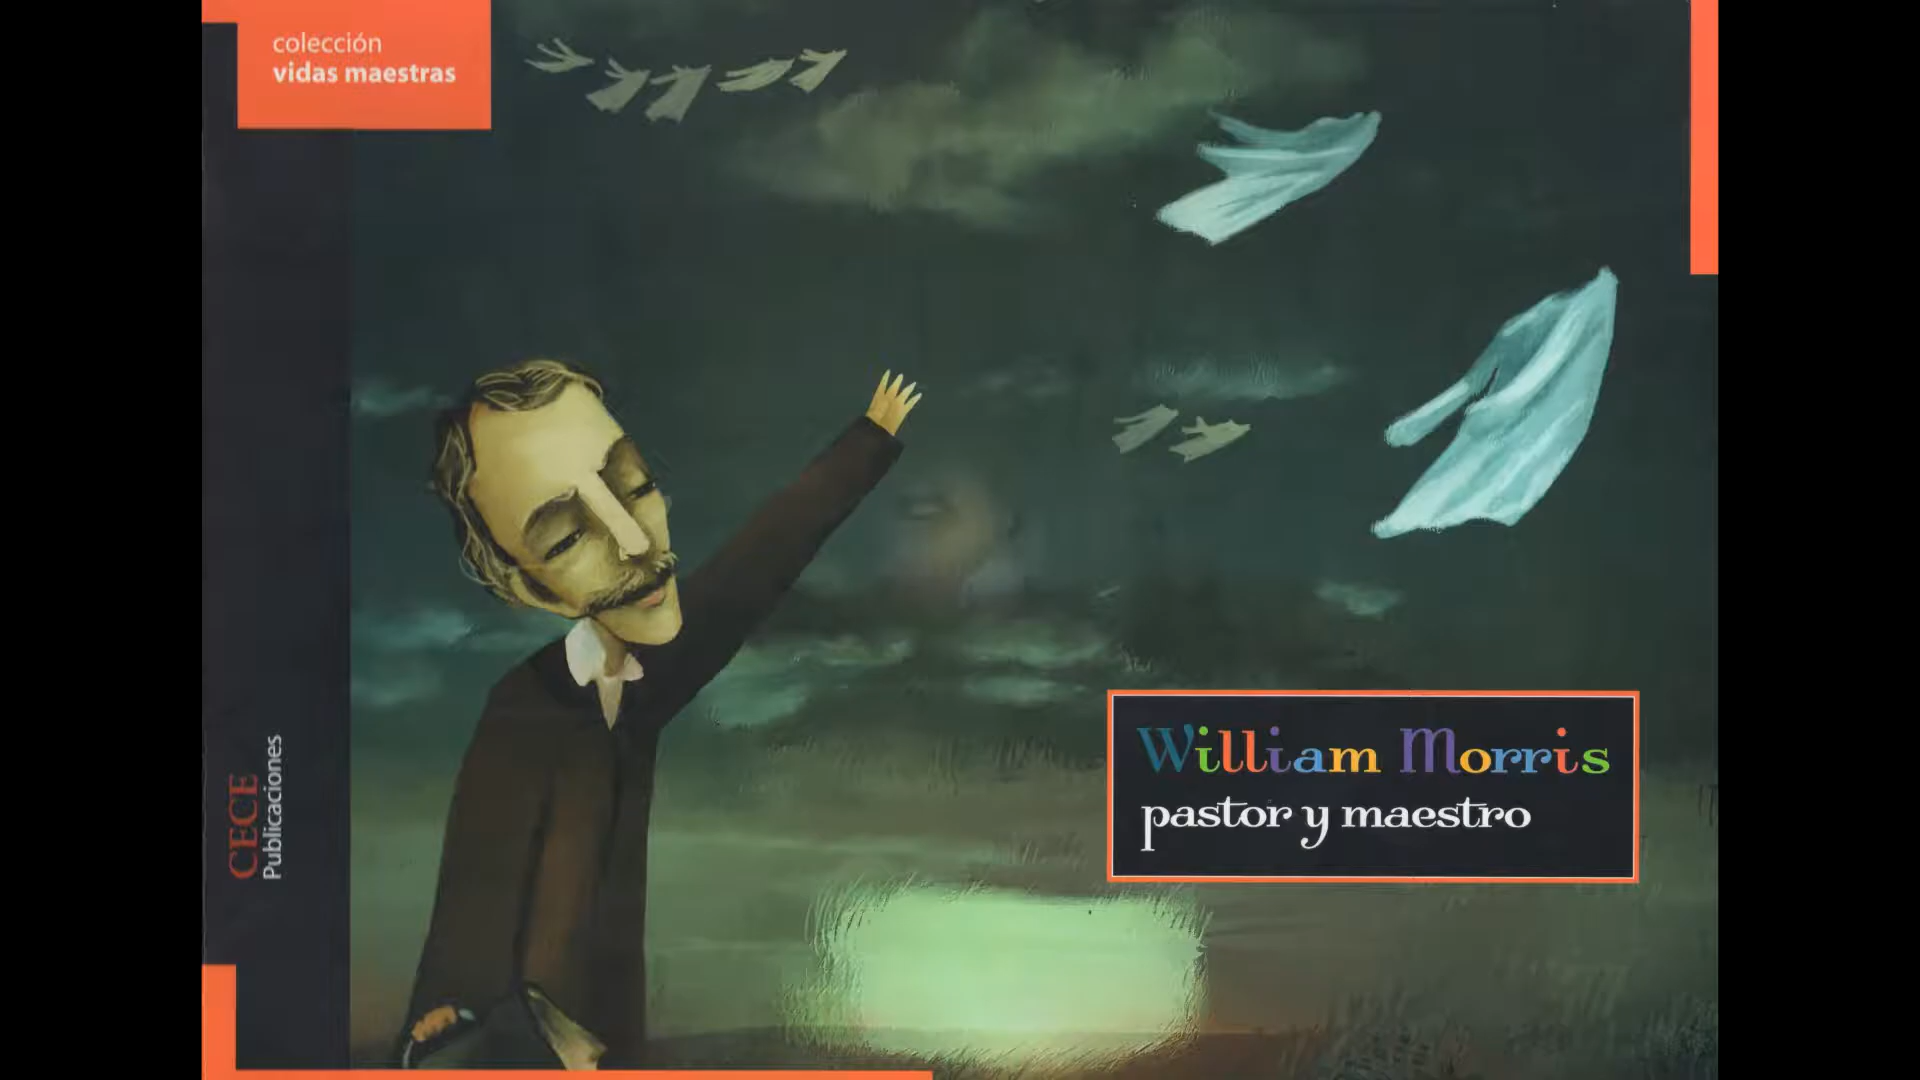 colección
vidas maestras
William Morris
pastor y maestro
CECE
Publicaciones